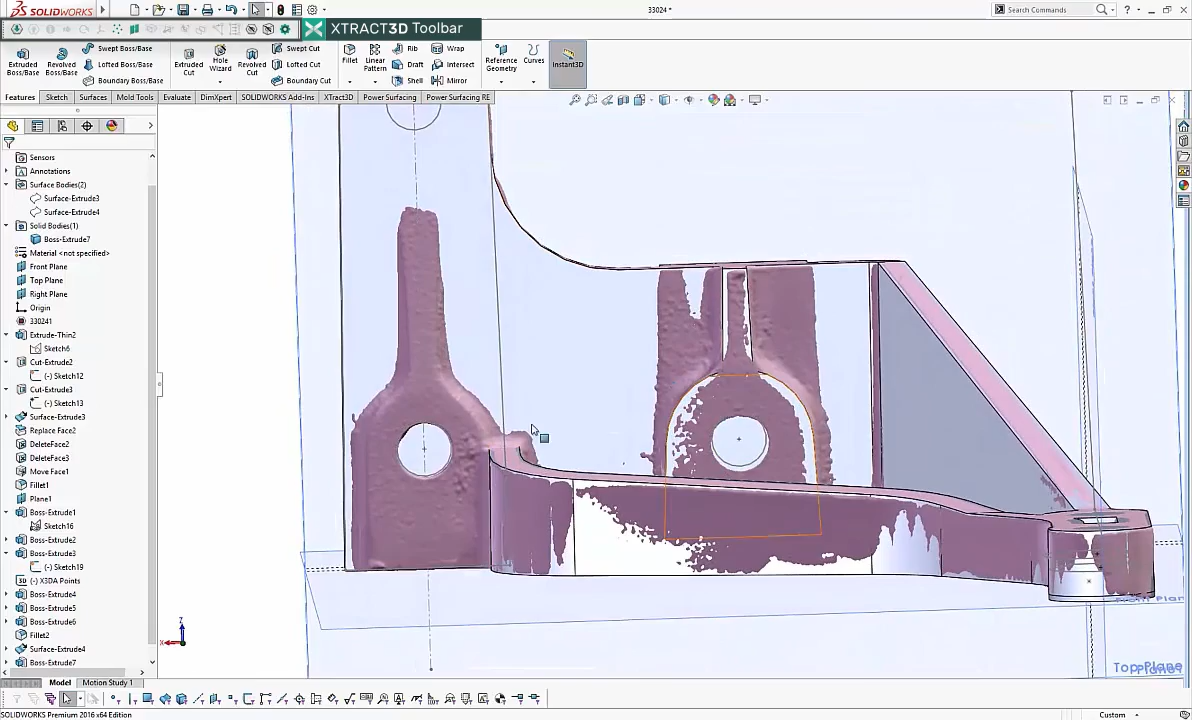 SOLIDWORKS
33024 *
Search Commands
XTRACT3D Toolbar
Extruded Boss/Base
Revolved Boss/Base
Swept Boss/Base
Lofted Boss/Base
Boundary Boss/Base
Extruded Cut
Hole Wizard
Revolved Cut
Swept Cut
Lofted Cut
Boundary Cut
Fillet
Linear Pattern
Rib
Draft
Shell
Wrap
Intersect
Mirror
Reference Geometry
Curves
Instant3D
Features
Sketch
Surfaces
Mold Tools
Evaluate
DimXpert
SOLIDWORKS Add-Ins
XTract3D
Power Surfacing
Power Surfacing RE
Sensors
Annotations
Surface Bodies(2)
Surface-Extrude3
Surface-Extrude4
Solid Bodies(1)
Boss-Extrude7
Material <not specified>
Front Plane
Top Plane
Right Plane
Origin
330241
Extrude-Thin2
Sketch6
Cut-Extrude2
(-) Sketch12
Cut-Extrude3
(-) Sketch13
Surface-Extrude3
Replace Face2
DeleteFace2
DeleteFace3
Move Face1
Fillet1
Plane1
Boss-Extrude1
Sketch16
Boss-Extrude2
Boss-Extrude3
(-) Sketch19
(-) X3DA Points
Boss-Extrude4
Boss-Extrude5
Boss-Extrude6
Fillet2
Surface-Extrude4
Boss-Extrude7
Z
X
Top Plane
Model
Motion Study 1
SOLIDWORKS Premium 2016 x64 Edition
Custom